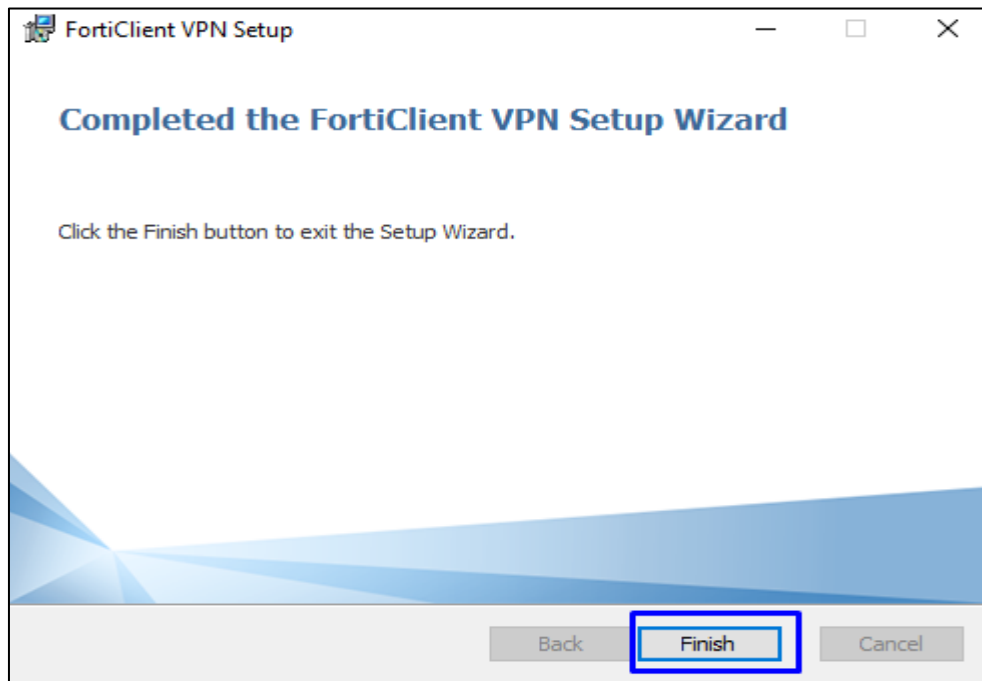 FortiClient VPN Setup
Completed the FortiClient VPN Setup Wizard
Click the Finish button to exit the Setup Wizard.
Back Finish Cancel